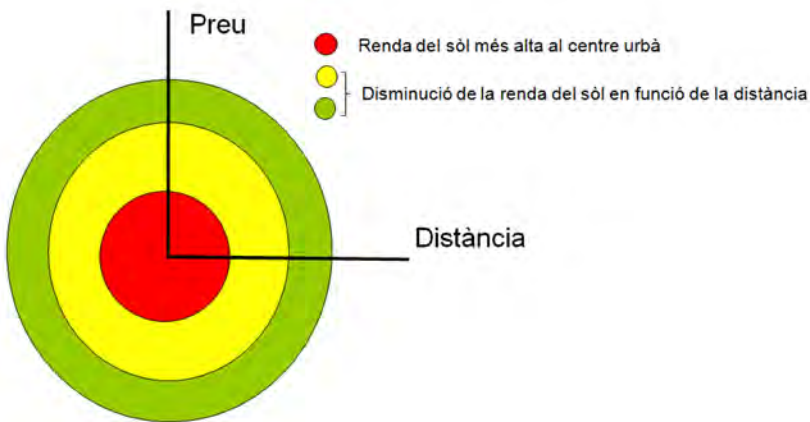 Preu
Renda del sòl més alta al centre urbà
Disminució de la renda del sòl en funció de la distància
Distància